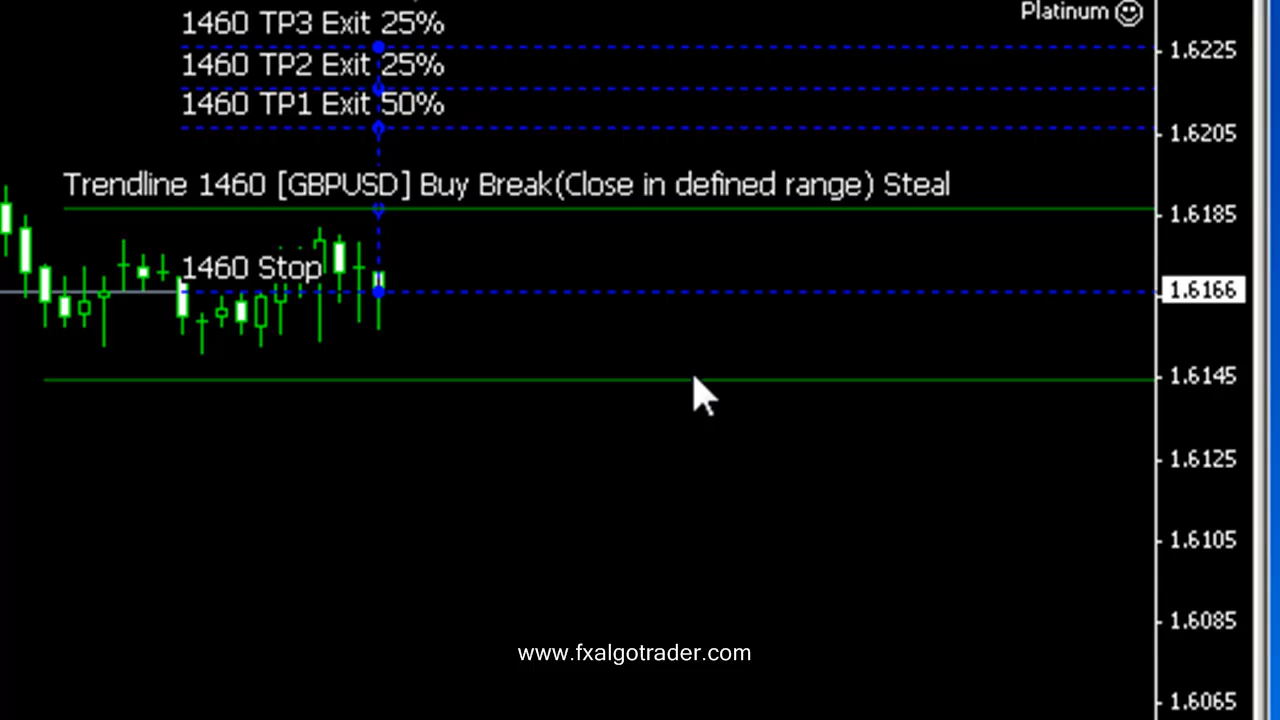 Platinum
1460 TP3 Exit 25%
1.6225
1460 TP2 Exit 25%
1460 TP1 Exit 50%
1.6205
Trendline 1460 [GBPUSD] Buy Break(Close in defined range) Steal
1.6185
1460 Stop
1.6166
1.6145
1.6125
1.6105
1.6085
www.fxalgotrader.com
1.6065